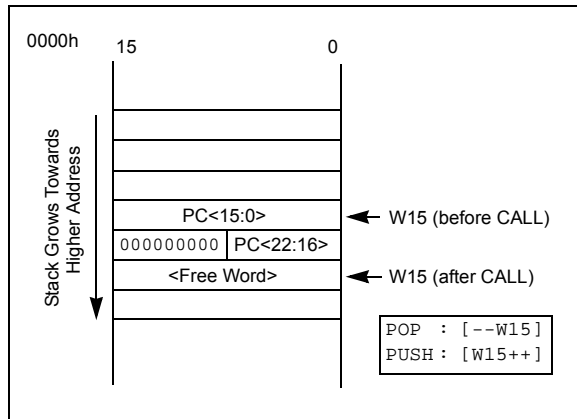 0000h
15
0
Stack Grows Towards
Higher Address
PC<15:0>
W15 (before CALL)
000000000
PC<22:16>
<Free Word>
W15 (after CALL)
POP : [--W15]
PUSH : [W15++]